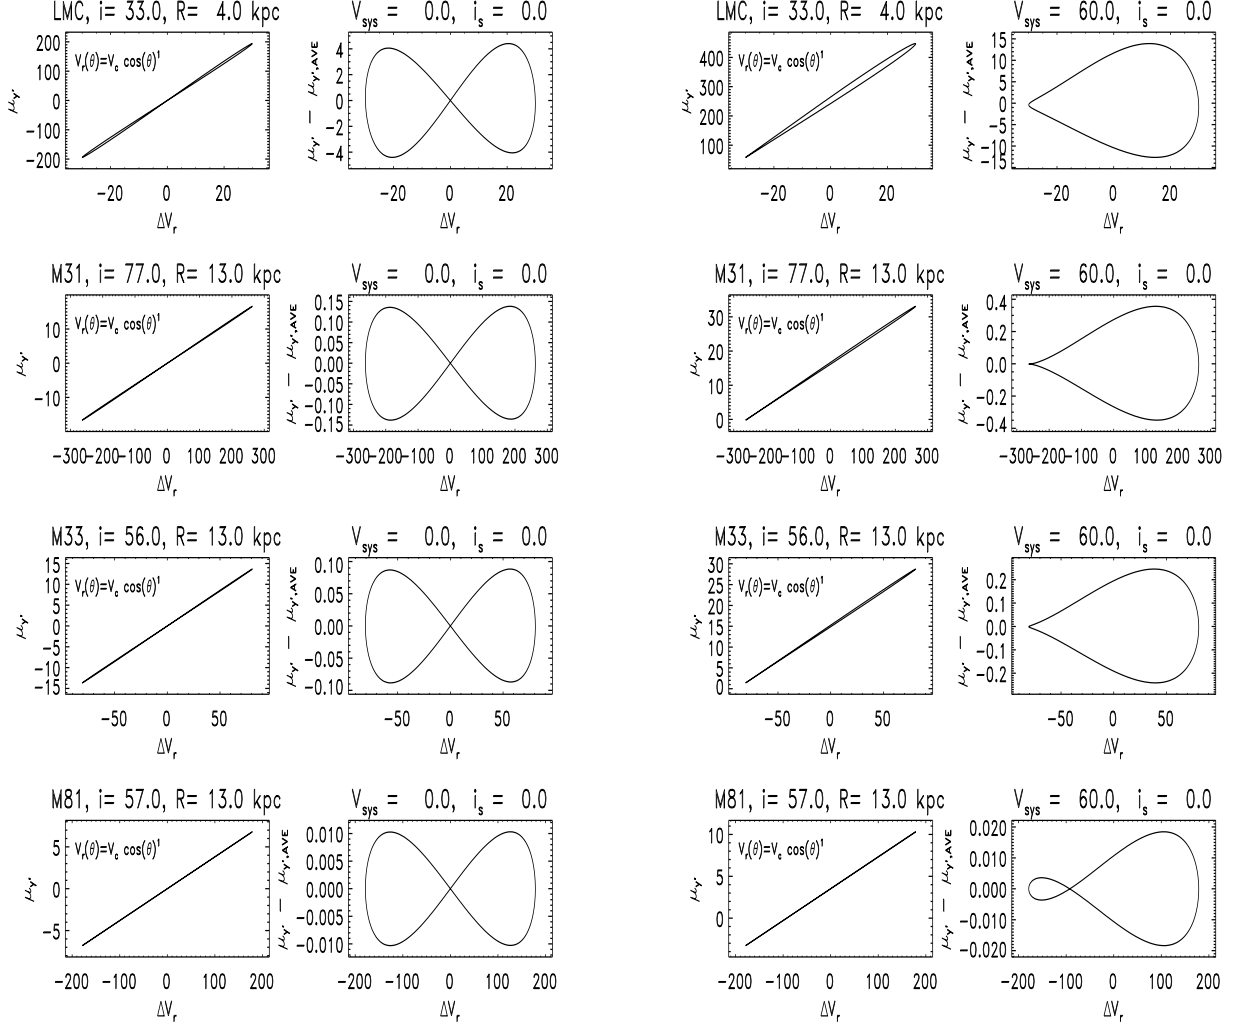 LMC, i= 33.0, R= 4.0 kpc
V_sys = 0.0, i_s = 0.0
LMC, i= 33.0, R= 4.0 kpc
V_sys = 60.0, i_s = 0.0
V_r(θ)=V_c cos(θ)^1
μ_y'
200
100
0
−100
−200
−20 0 20
ΔV_r
μ_y' − μ_y',AVE
4
2
0
−2
−4
−20 0 20
ΔV_r
V_r(θ)=V_c cos(θ)^1
μ_y'
400
300
200
100
−20 0 20
ΔV_r
μ_y' − μ_y',AVE
15
10
5
0
−5
−10
−15
−20 0 20
ΔV_r
M31, i= 77.0, R= 13.0 kpc
V_sys = 0.0, i_s = 0.0
M31, i= 77.0, R= 13.0 kpc
V_sys = 60.0, i_s = 0.0
V_r(θ)=V_c cos(θ)^1
μ_y'
10
0
−10
−300−200−100 0 100 200 300
ΔV_r
μ_y' − μ_y',AVE
0.15
0.10
0.05
0.00
−0.05
−0.10
−0.15
−300−200−100 0 100 200 300
ΔV_r
V_r(θ)=V_c cos(θ)^1
μ_y'
30
20
10
0
−300−200−100 0 100 200 300
ΔV_r
μ_y' − μ_y',AVE
0.4
0.2
0.0
−0.2
−0.4
−300−200−100 0 100 200 300
ΔV_r
M33, i= 56.0, R= 13.0 kpc
V_sys = 0.0, i_s = 0.0
M33, i= 56.0, R= 13.0 kpc
V_sys = 60.0, i_s = 0.0
V_r(θ)=V_c cos(θ)^1
μ_y'
15
10
5
0
−5
−10
−15
−50 0 50
ΔV_r
μ_y' − μ_y',AVE
0.10
0.05
0.00
−0.05
−0.10
−50 0 50
ΔV_r
V_r(θ)=V_c cos(θ)^1
μ_y'
30
25
20
15
10
5
0
−50 0 50
ΔV_r
μ_y' − μ_y',AVE
0.2
0.1
0.0
−0.1
−0.2
−50 0 50
ΔV_r
M81, i= 57.0, R= 13.0 kpc
V_sys = 0.0, i_s = 0.0
M81, i= 57.0, R= 13.0 kpc
V_sys = 60.0, i_s = 0.0
V_r(θ)=V_c cos(θ)^1
μ_y'
5
0
−5
−200 −100 0 100 200
ΔV_r
μ_y' − μ_y',AVE
0.010
0.005
0.000
−0.005
−0.010
−200 −100 0 100 200
ΔV_r
V_r(θ)=V_c cos(θ)^1
μ_y'
10
5
0
−200 −100 0 100 200
ΔV_r
μ_y' − μ_y',AVE
0.020
0.010
0.000
−0.010
−0.020
−200 −100 0 100 200
ΔV_r